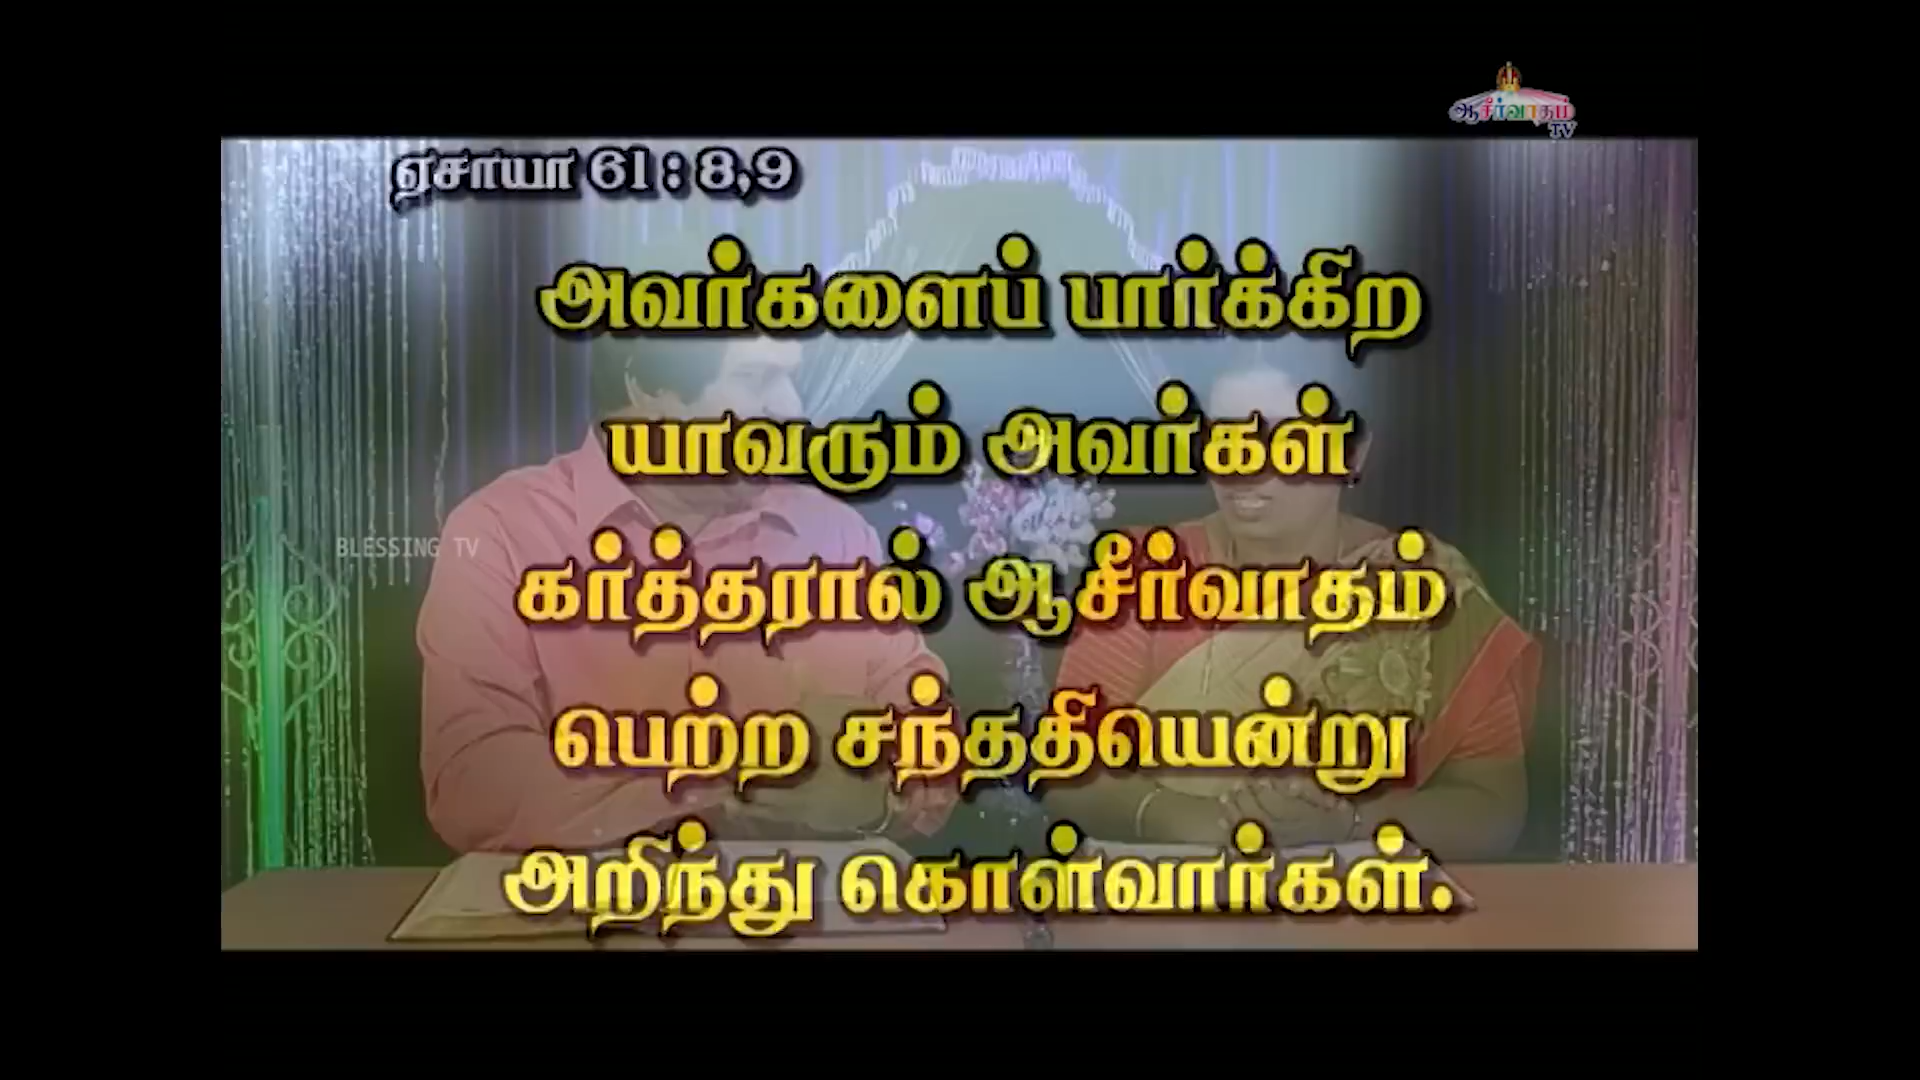 ஆசீர்வாதம்
TV
ஏசாயா 61 : 8,9
அவர்களைப் பார்க்கிற
யாவரும் அவர்கள்
கர்த்தரால் ஆசீர்வாதம்
BLESSING TV
பெற்ற சந்ததியென்று
அறிந்து கொள்வார்கள்.